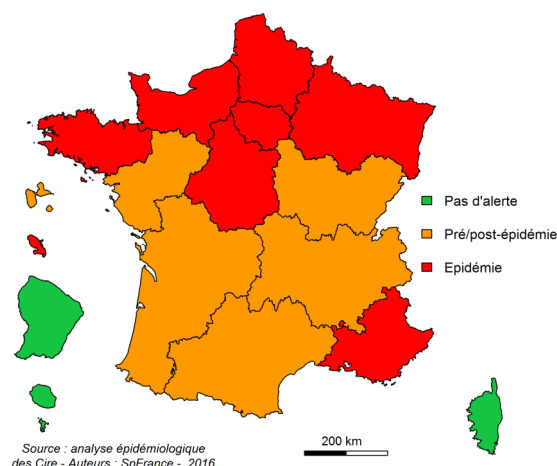 Pas d'alerte
Pré/post-épidémie
Epidémie
200 km
Source : analyse épidémiologique
des Cire - Auteurs : SpFrance - 2016